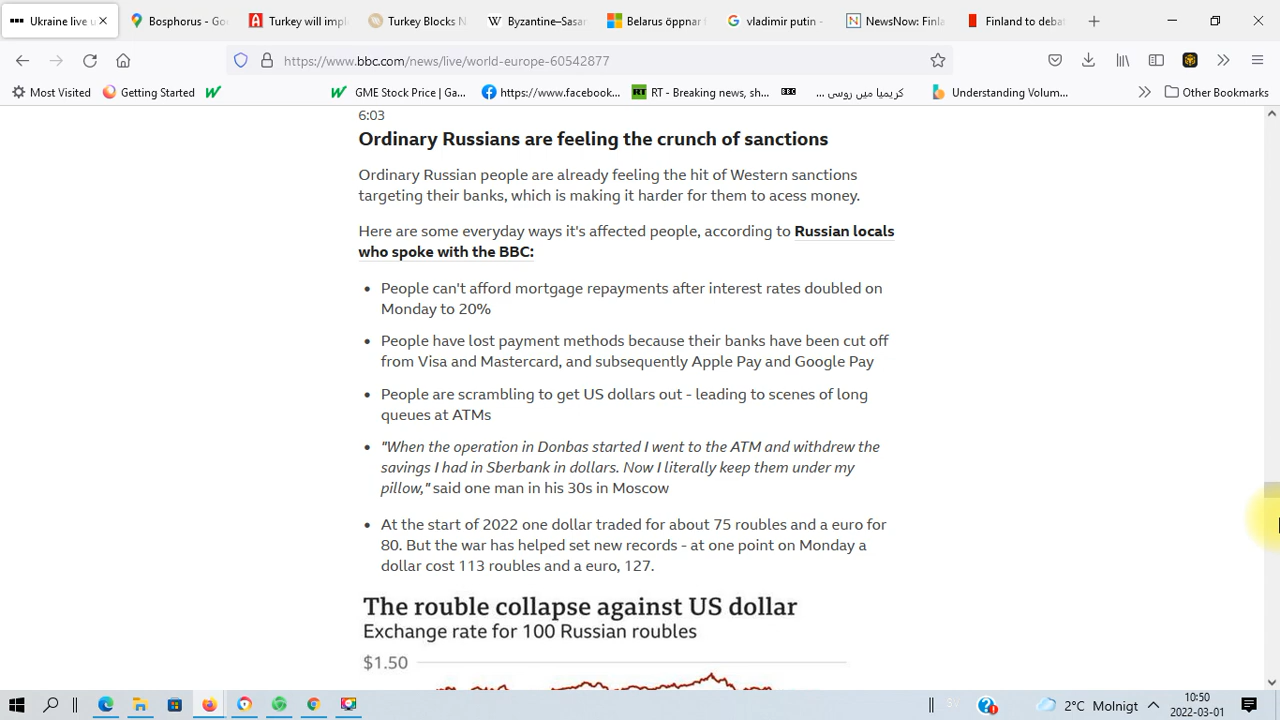 Ukraine live u
Bosphorus - Go
Turkey will impl
Turkey Blocks N
W Byzantine–Sasan
Belarus öppnar
vladimir putin -
N NewsNow: Finla
Finland to debat
https://www.bbc.com/news/live/world-europe-60542877
Most Visited
Getting Started
GME Stock Price | Ga...
https://www.facebook...
RT RT - Breaking news, sh...
BBC کریمیا میں روسی ...
Understanding Volum...
Other Bookmarks
6:03
Ordinary Russians are feeling the crunch of sanctions
Ordinary Russian people are already feeling the hit of Western sanctions
targeting their banks, which is making it harder for them to acess money.
Here are some everyday ways it's affected people, according to Russian locals
who spoke with the BBC:
• People can't afford mortgage repayments after interest rates doubled on
Monday to 20%
• People have lost payment methods because their banks have been cut off
from Visa and Mastercard, and subsequently Apple Pay and Google Pay
• People are scrambling to get US dollars out - leading to scenes of long
queues at ATMs
• "When the operation in Donbas started I went to the ATM and withdrew the
savings I had in Sberbank in dollars. Now I literally keep them under my
pillow," said one man in his 30s in Moscow
• At the start of 2022 one dollar traded for about 75 roubles and a euro for
80. But the war has helped set new records - at one point on Monday a
dollar cost 113 roubles and a euro, 127.
The rouble collapse against US dollar
Exchange rate for 100 Russian roubles
$1.50
2°C Molnigt
10:50
2022-03-01